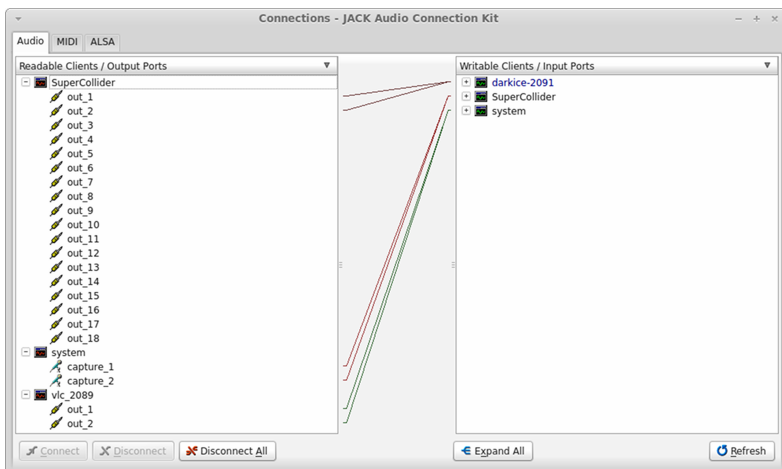 Connections - JACK Audio Connection Kit
Audio MIDI ALSA
Readable Clients / Output Ports
SuperCollider
out_1
out_2
out_3
out_4
out_5
out_6
out_7
out_8
out_9
out_10
out_11
out_12
out_13
out_14
out_15
out_16
out_17
out_18
system
capture_1
capture_2
vlc_2089
out_1
out_2
Writable Clients / Input Ports
darkice-2091
SuperCollider
system
Connect Disconnect Disconnect All Expand All Refresh